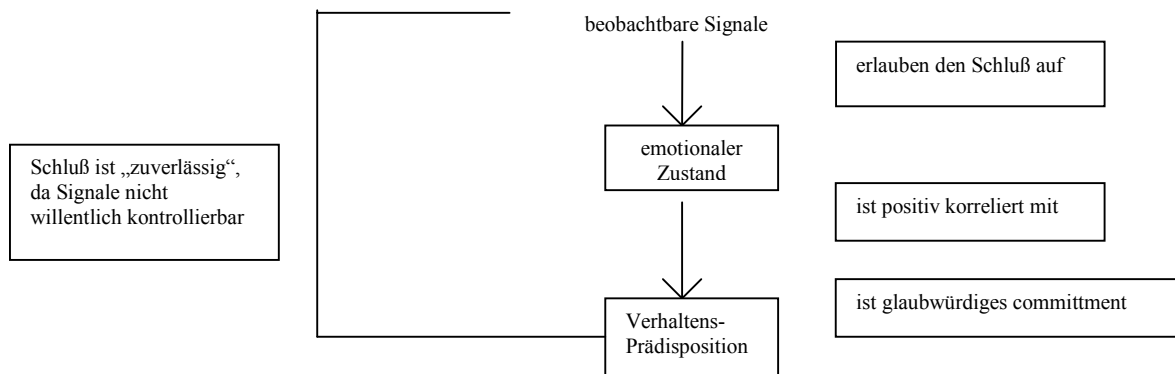 beobachtbare Signale
erlauben den Schluß auf
emotionaler
Zustand
Schluß ist „zuverlässig“,
da Signale nicht
willentlich kontrollierbar
ist positiv korreliert mit
ist glaubwürdiges committment
Verhaltens-
Prädisposition